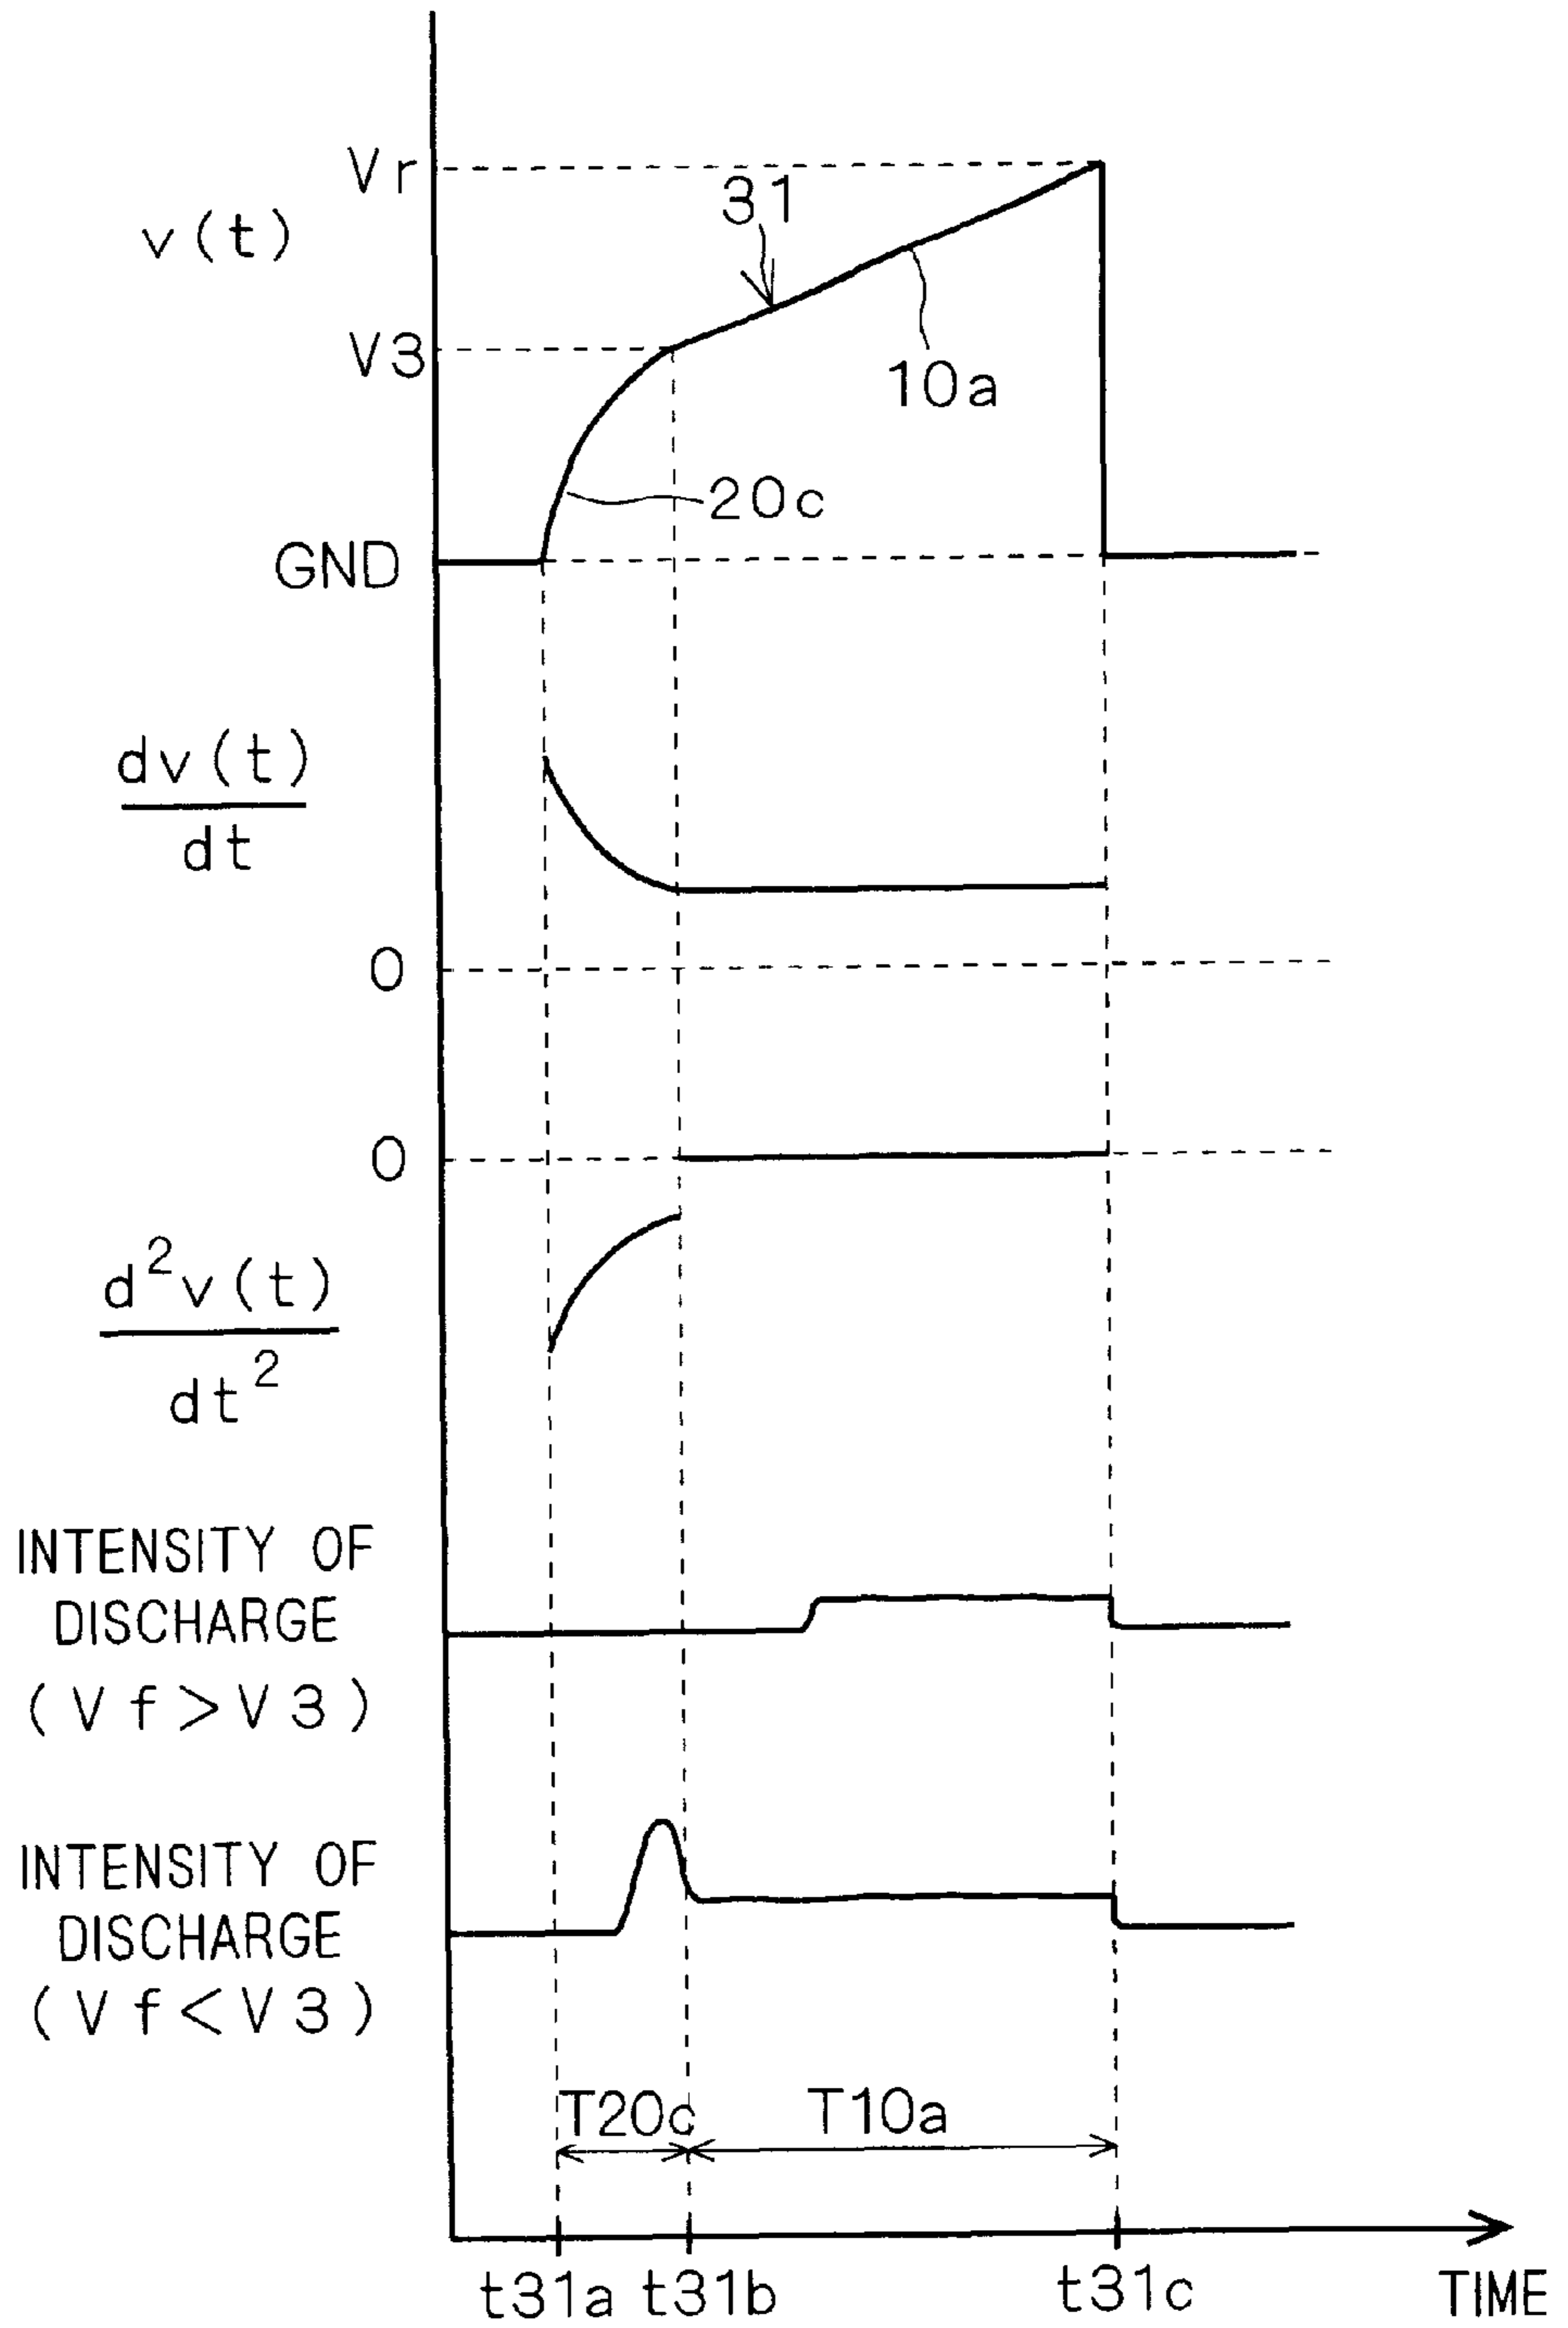 Vr
31
v(t)
V3
10a
20c
GND
dv(t)
dt
0
0
d²v(t)
dt²
INTENSITY OF
DISCHARGE
(Vf>V3)
INTENSITY OF
DISCHARGE
(Vf<V3)
T20c T10a
t31a t31b t31c TIME